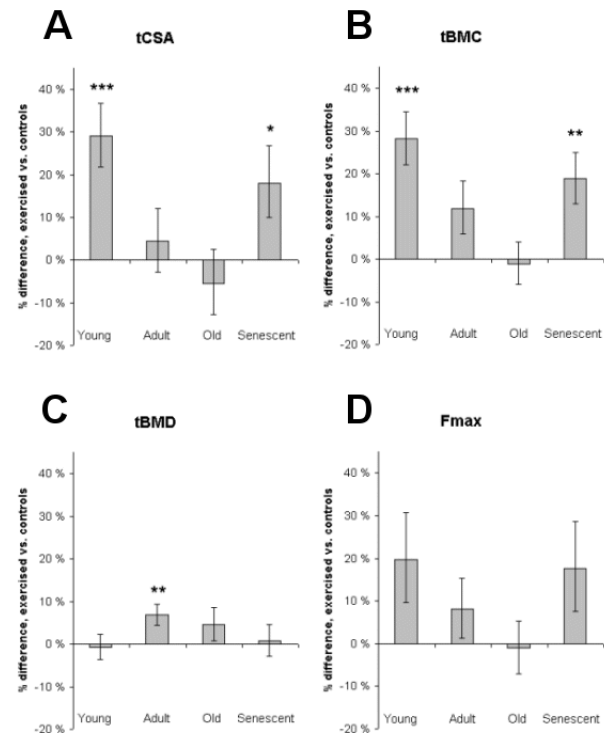 A
tCSA
% difference, exercised vs. controls
40 %
30 %
20 %
10 %
0 %
-10 %
-20 %
***
*
Young Adult Old Senescent
B
tBMC
% difference, exercised vs. controls
40 %
30 %
20 %
10 %
0 %
-10 %
-20 %
***
**
Young Adult Old Senescent
C
tBMD
% difference, exercised vs. controls
40 %
30 %
20 %
10 %
0 %
-10 %
-20 %
**
Young Adult Old Senescent
D
Fmax
% difference, exercised vs. controls
40 %
30 %
20 %
10 %
0 %
-10 %
-20 %
Young Adult Old Senescent